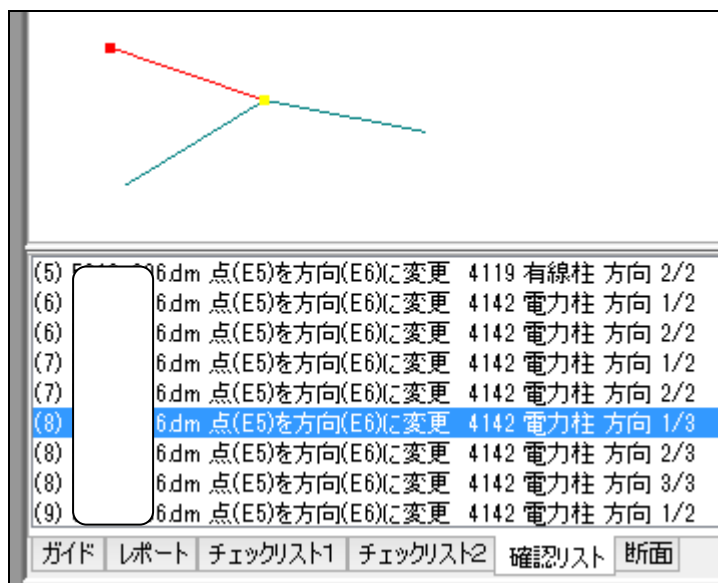 (5) 6.dm 点(E5)を方向(E6)に変更 4119 有線柱 方向 2/2
(6) 6.dm 点(E5)を方向(E6)に変更 4142 電力柱 方向 1/2
(6) 6.dm 点(E5)を方向(E6)に変更 4142 電力柱 方向 2/2
(7) 6.dm 点(E5)を方向(E6)に変更 4142 電力柱 方向 1/2
(7) 6.dm 点(E5)を方向(E6)に変更 4142 電力柱 方向 2/2
(8) 6.dm 点(E5)を方向(E6)に変更 4142 電力柱 方向 1/3
(8) 6.dm 点(E5)を方向(E6)に変更 4142 電力柱 方向 2/3
(8) 6.dm 点(E5)を方向(E6)に変更 4142 電力柱 方向 3/3
(9) 6.dm 点(E5)を方向(E6)に変更 4142 電力柱 方向 1/2
ガイド レポート チェックリスト1 チェックリスト2 確認リスト 断面